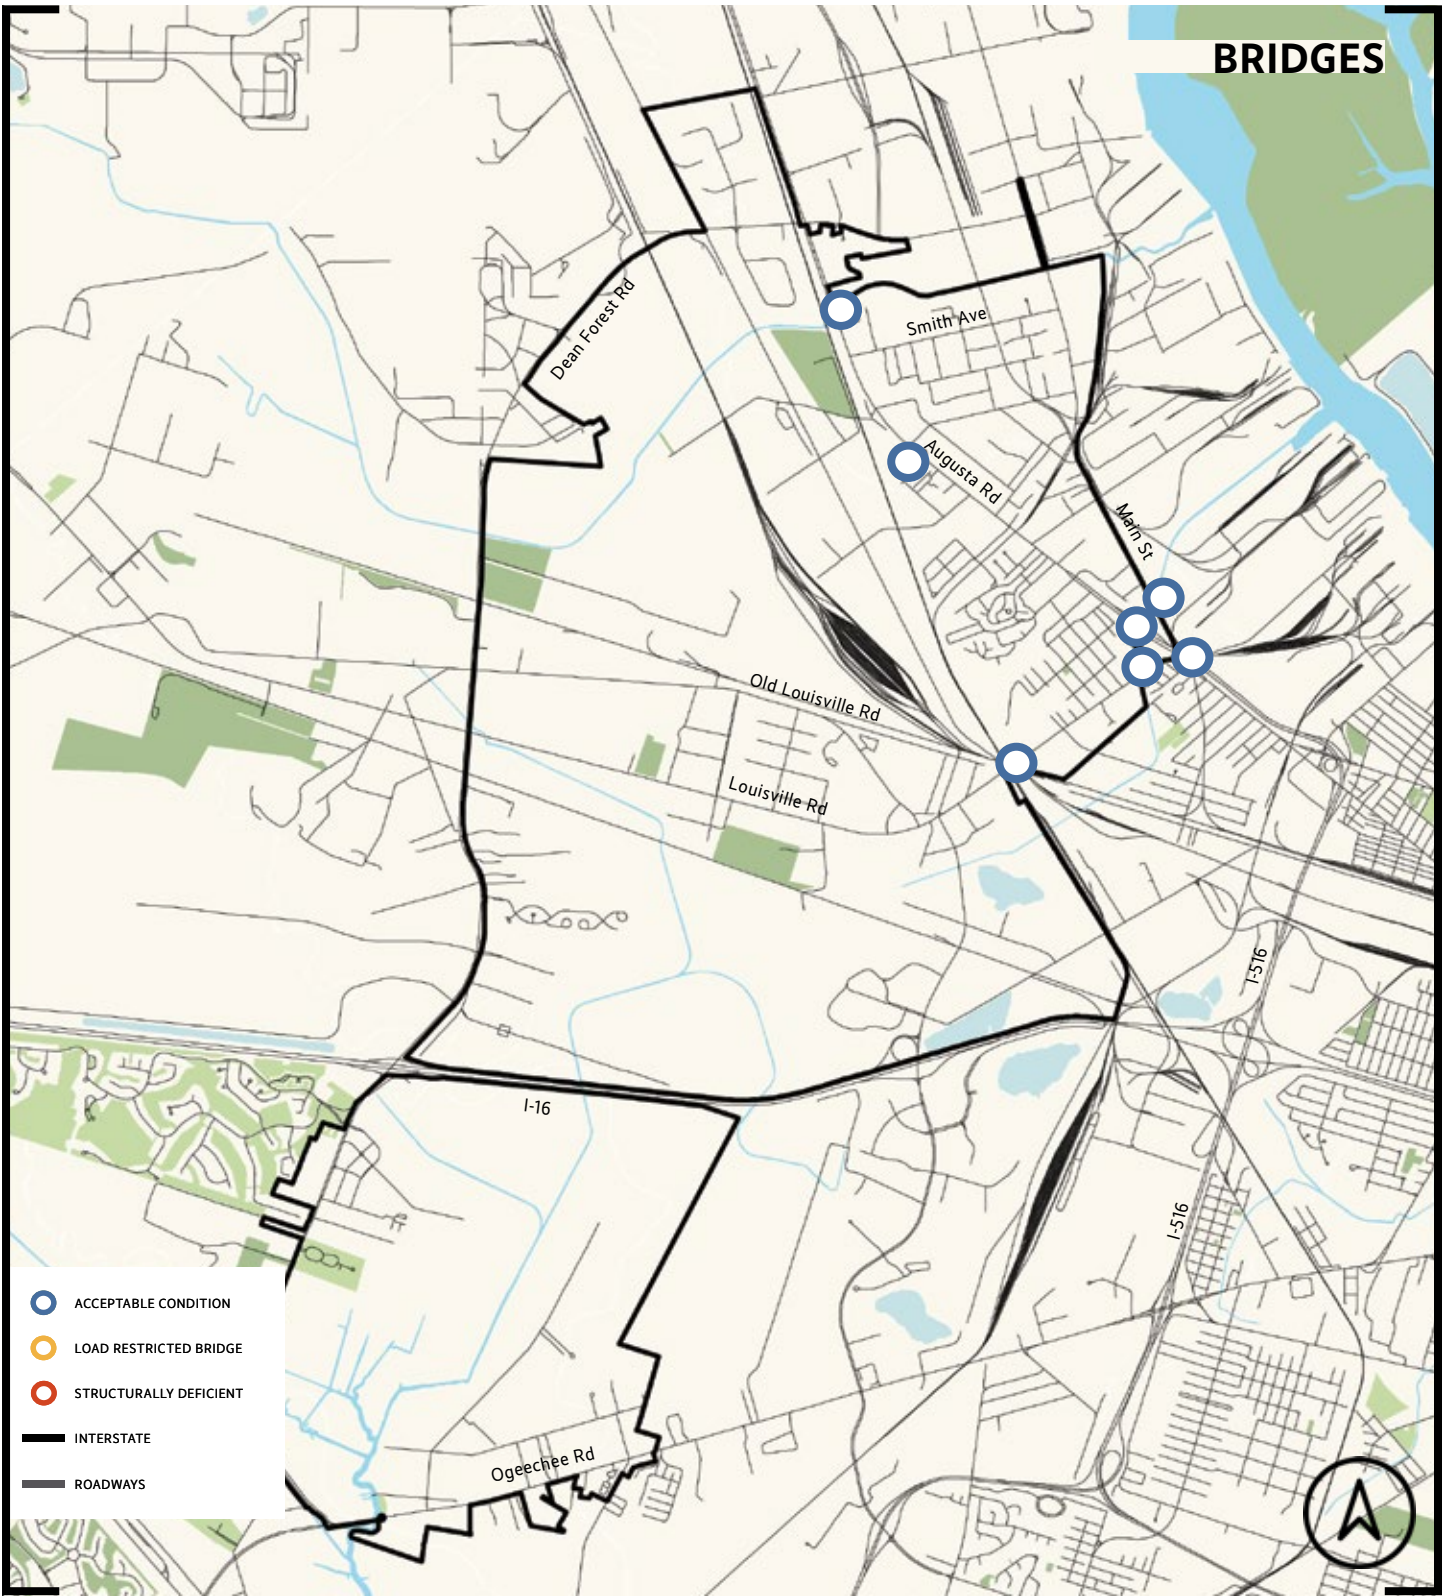 BRIDGES
Dean Forest Rd
Smith Ave
Augusta Rd
Main St
Old Louisville Rd
Louisville Rd
I-516
I-16
I-516
Ogeechee Rd
ACCEPTABLE CONDITION
LOAD RESTRICTED BRIDGE
STRUCTURALLY DEFICIENT
INTERSTATE
ROADWAYS